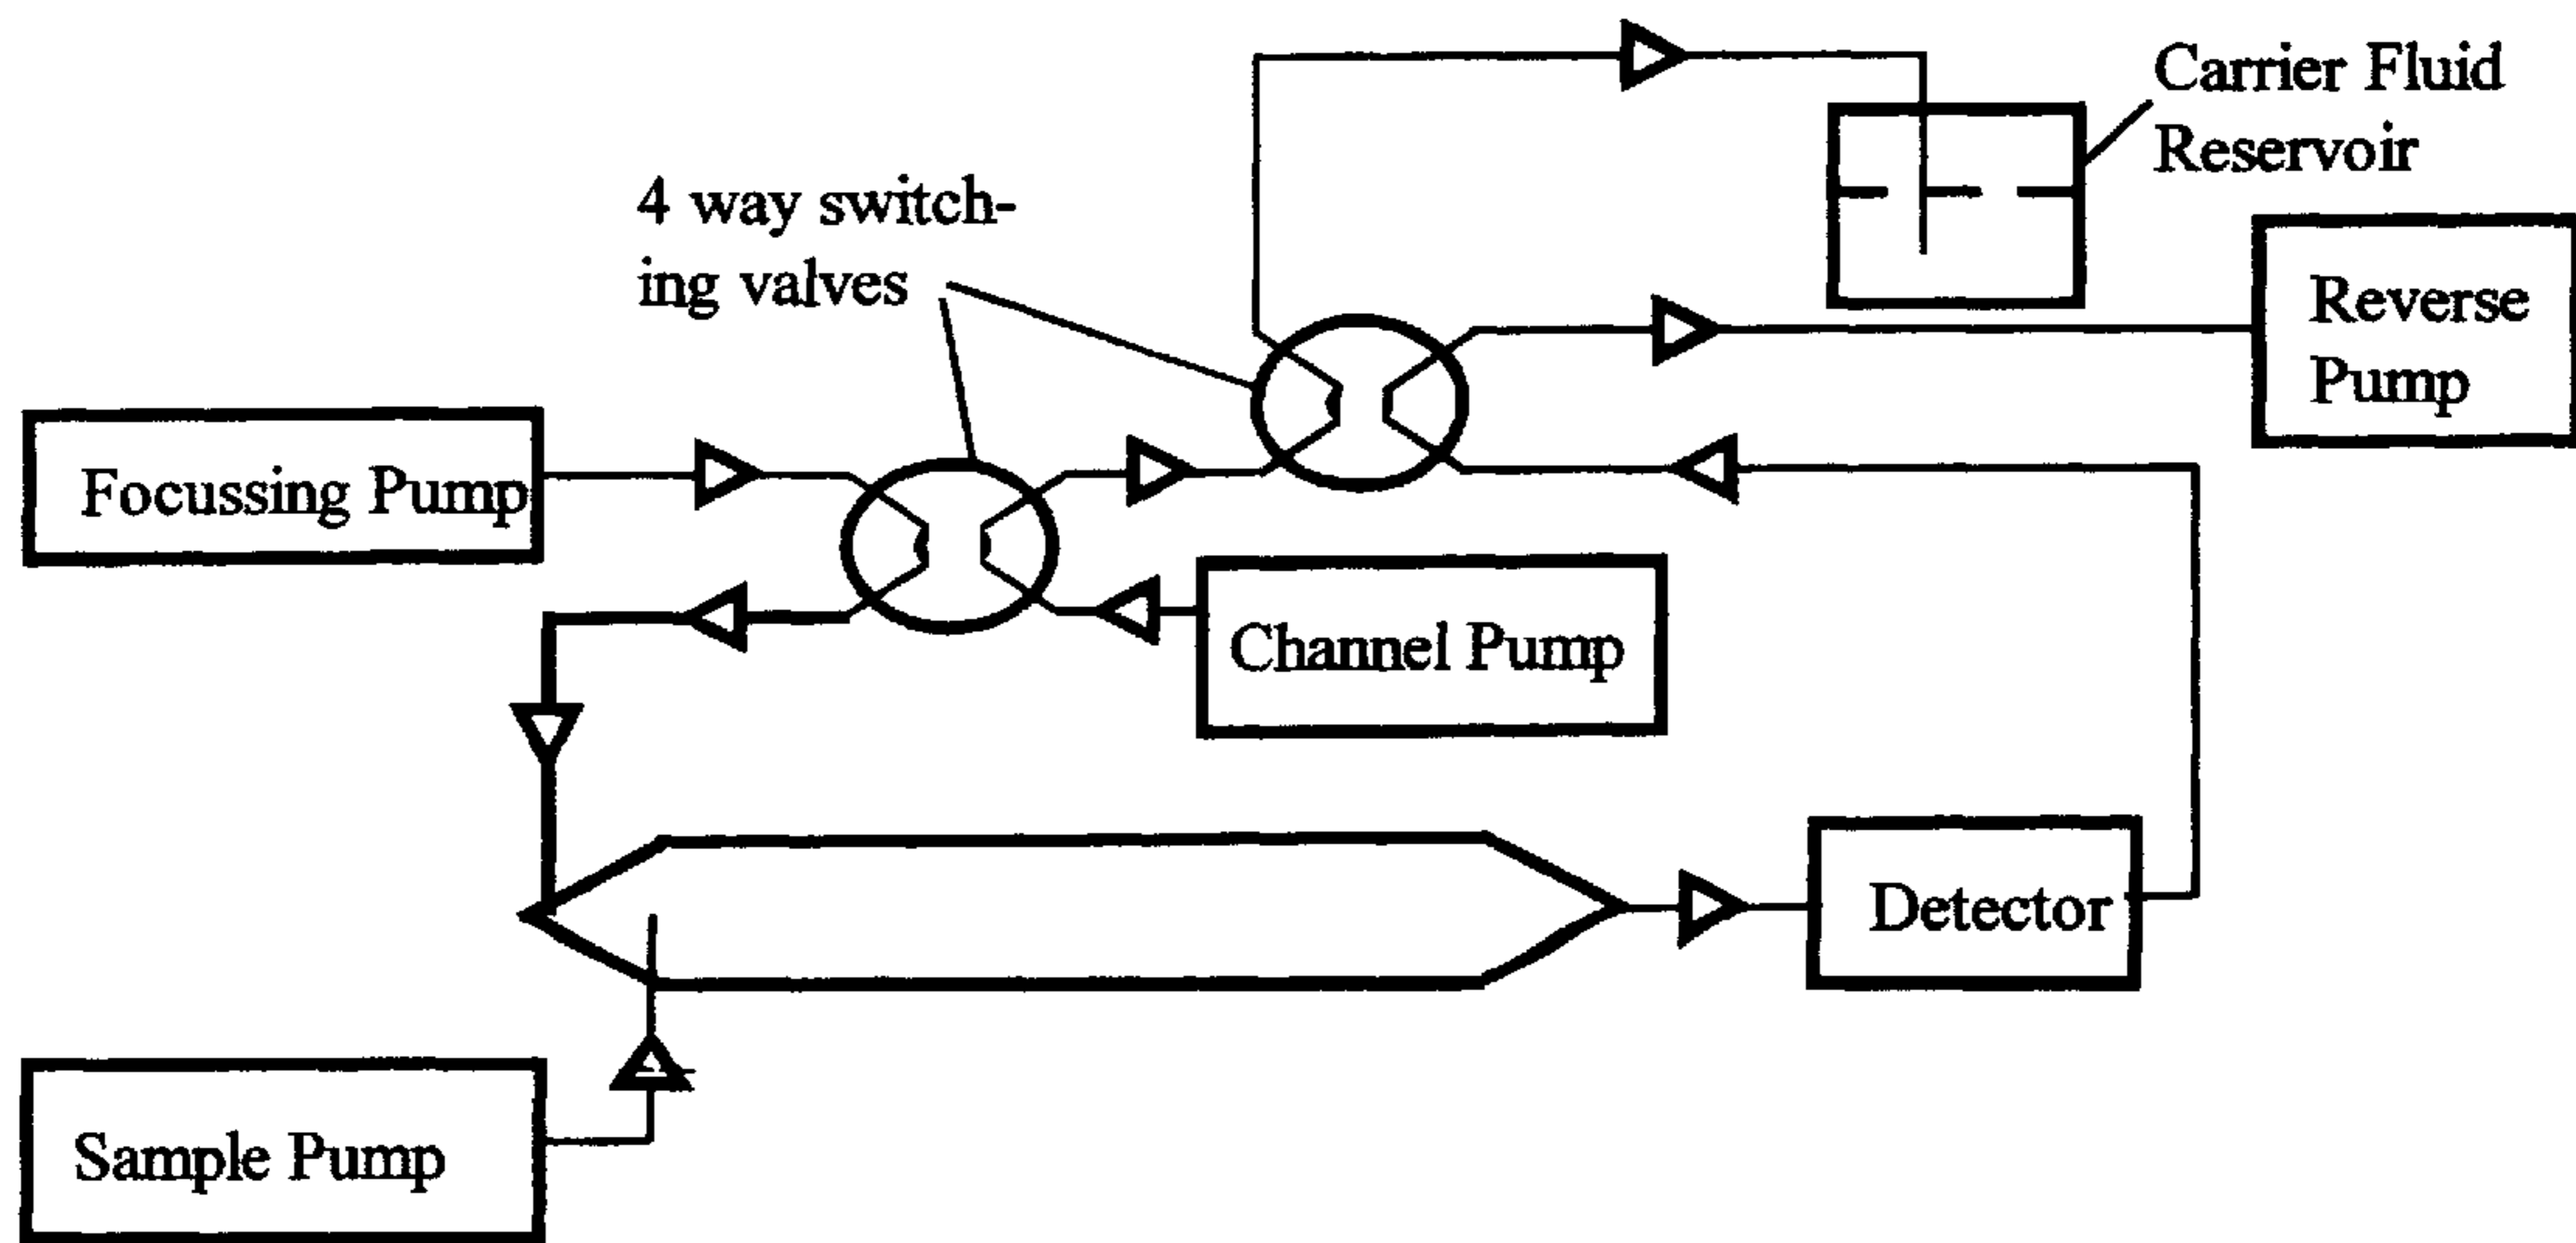 Carrier Fluid
Reservoir
4 way switch-
ing valves
Reverse
Pump
Focussing Pump
Channel Pump
Detector
Sample Pump